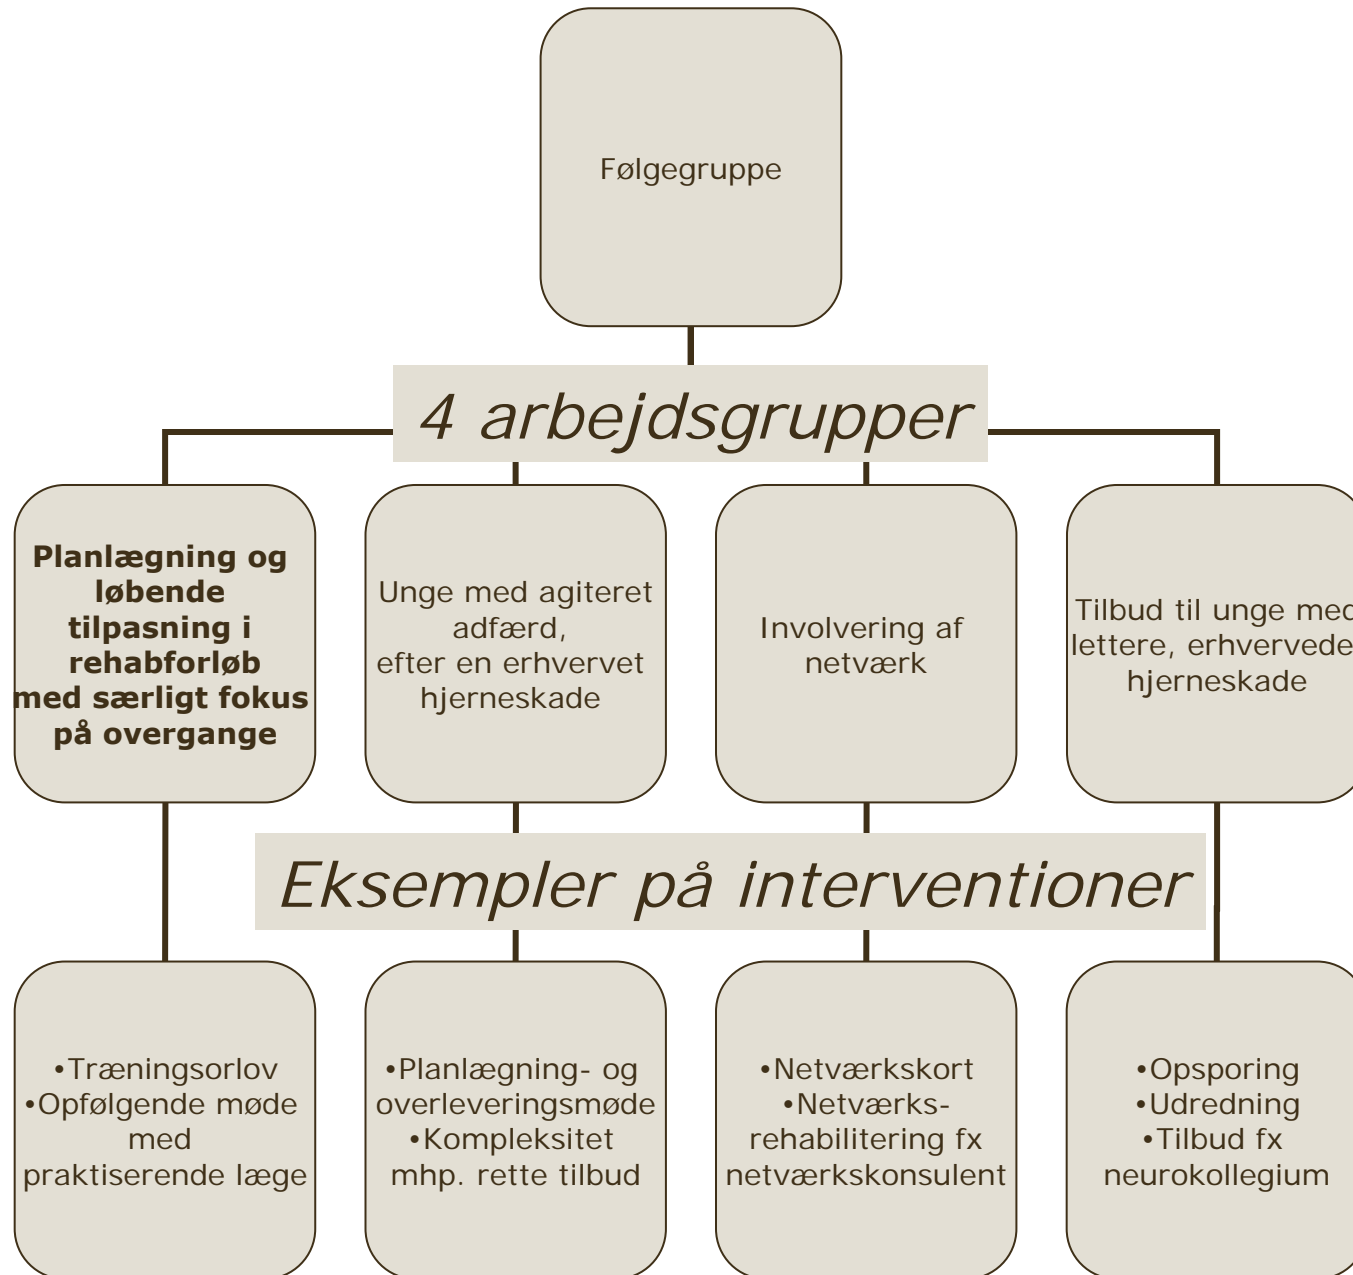 Følgegruppe
4 arbejdsgrupper
Planlægning og
løbende
tilpasning i
rehabforløb
med særligt fokus
på overgange
Unge med agiteret
adfærd,
efter en erhvervet
hjerneskade
Involvering af
netværk
Tilbud til unge med
lettere, erhvervede
hjerneskade
Eksempler på interventioner
•Træningsorlov
•Opfølgende møde
med
praktiserende læge
•Planlægning- og
overleveringsmøde
•Kompleksitet
mhp. rette tilbud
•Netværkskort
•Netværks-
rehabilitering fx
netværkskonsulent
•Opsporing
•Udredning
•Tilbud fx
neurokollegium